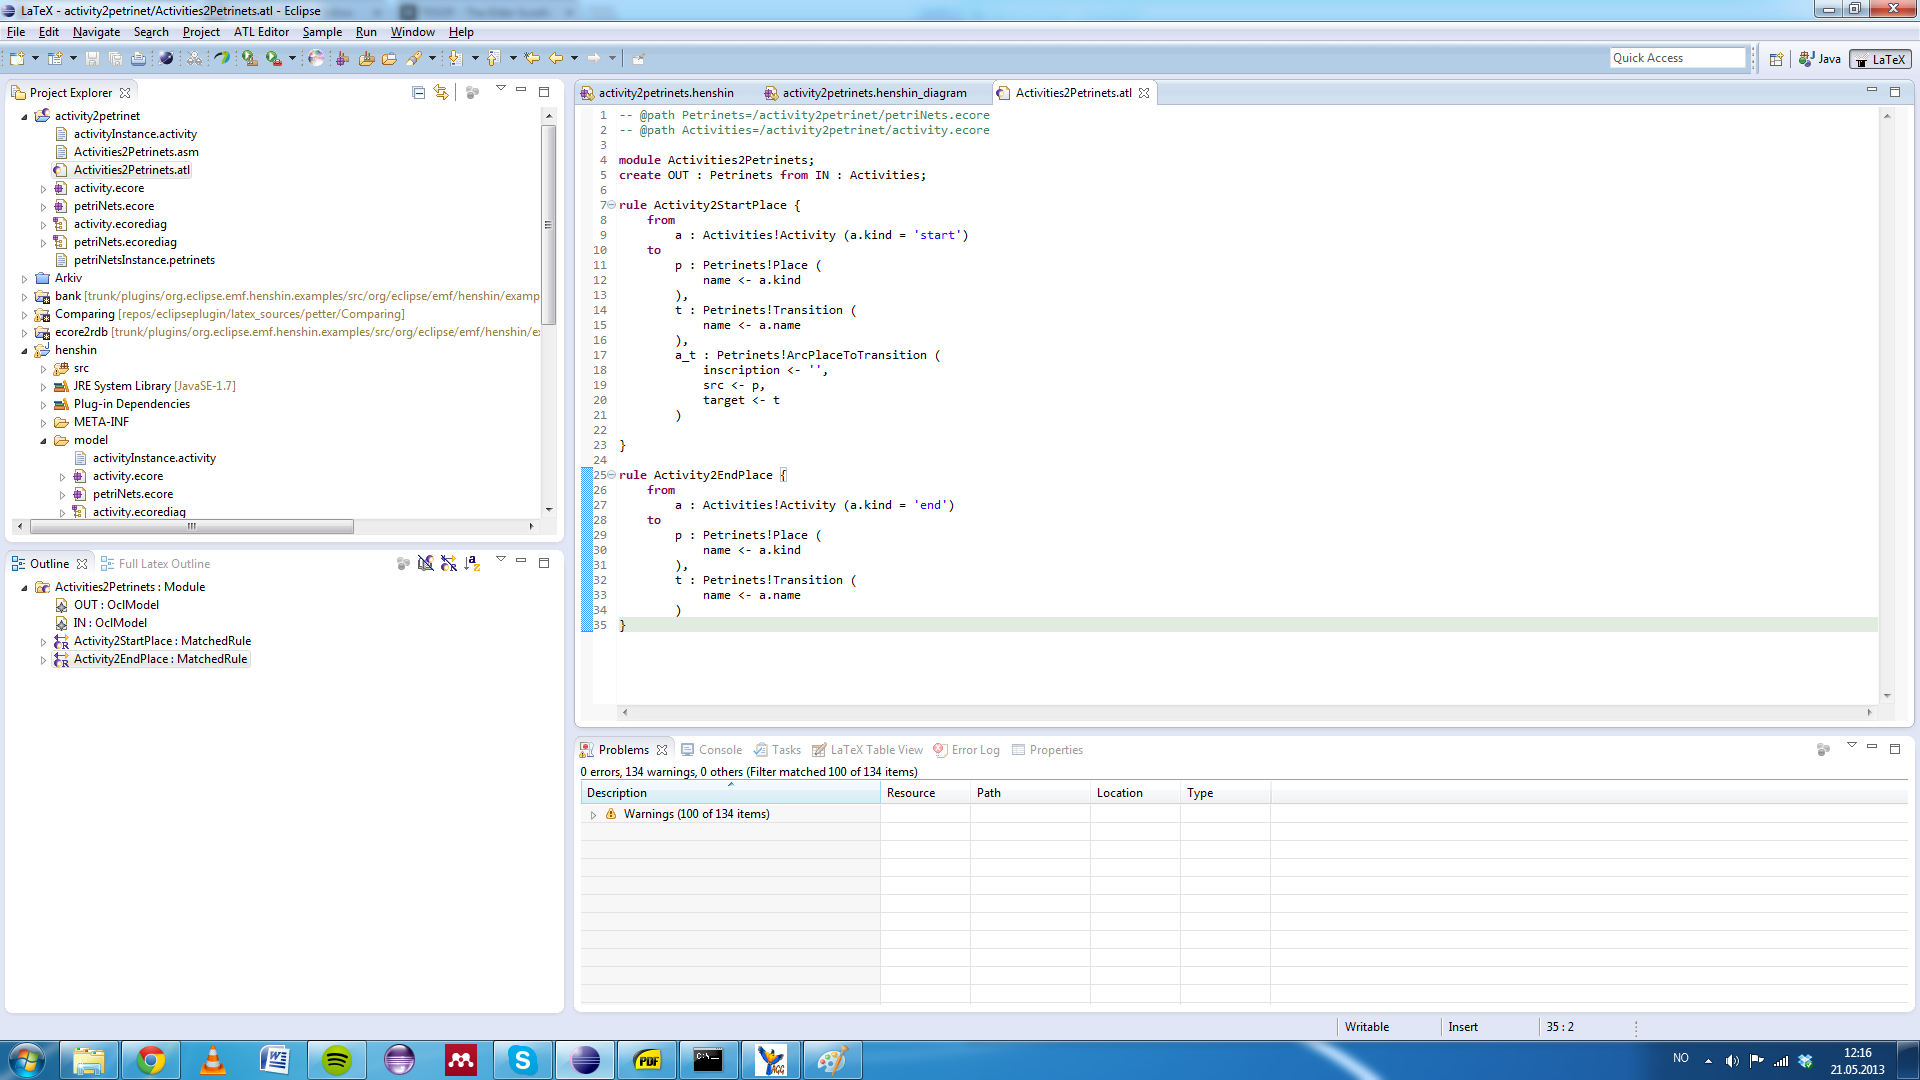 LaTeX - activity2petrinet/Activities2Petrinets.atl - Eclipse
File Edit Navigate Search Project ATL Editor Sample Run Window Help
Quick Access
Java
LaTeX
Project Explorer
activity2petrinet
activityInstance.activity
Activities2Petrinets.asm
Activities2Petrinets.atl
activity.ecore
petriNets.ecore
activity.ecorediag
petriNets.ecorediag
petriNetsInstance.petrinets
Arkiv
bank [trunk/plugins/org.eclipse.emf.henshin.examples/src/org/eclipse/emf/henshin/examp
Comparing [repos/eclipseplugin/latex_sources/petter/Comparing]
ecore2rdb [trunk/plugins/org.eclipse.emf.henshin.examples/src/org/eclipse/emf/henshin/ex
henshin
src
JRE System Library [JavaSE-1.7]
Plug-in Dependencies
META-INF
model
activityInstance.activity
activity.ecore
petriNets.ecore
activity.ecorediag
Outline
Full Latex Outline
Activities2Petrinets : Module
OUT : OclModel
IN : OclModel
Activity2StartPlace : MatchedRule
Activity2EndPlace : MatchedRule
activity2petrinets.henshin
activity2petrinets.henshin_diagram
Activities2Petrinets.atl
1 -- @path Petrinets=/activity2petrinet/petriNets.ecore
2 -- @path Activities=/activity2petrinet/activity.ecore
3
4 module Activities2Petrinets;
5 create OUT : Petrinets from IN : Activities;
6
7 rule Activity2StartPlace {
8 from
9 a : Activities!Activity (a.kind = 'start')
10 to
11 p : Petrinets!Place (
12 name <- a.kind
13 ),
14 t : Petrinets!Transition (
15 name <- a.name
16 ),
17 a_t : Petrinets!ArcPlaceToTransition (
18 inscription <- '',
19 src <- p,
20 target <- t
21 )
22
23 }
24
25 rule Activity2EndPlace {
26 from
27 a : Activities!Activity (a.kind = 'end')
28 to
29 p : Petrinets!Place (
30 name <- a.kind
31 ),
32 t : Petrinets!Transition (
33 name <- a.name
34 )
35 }
Problems
Console
Tasks
LaTeX Table View
Error Log
Properties
0 errors, 134 warnings, 0 others (Filter matched 100 of 134 items)
Description Resource Path Location Type
Warnings (100 of 134 items)
Writable Insert 35 : 2
PDF
C:\_
AGG
NO
12:16
21.05.2013